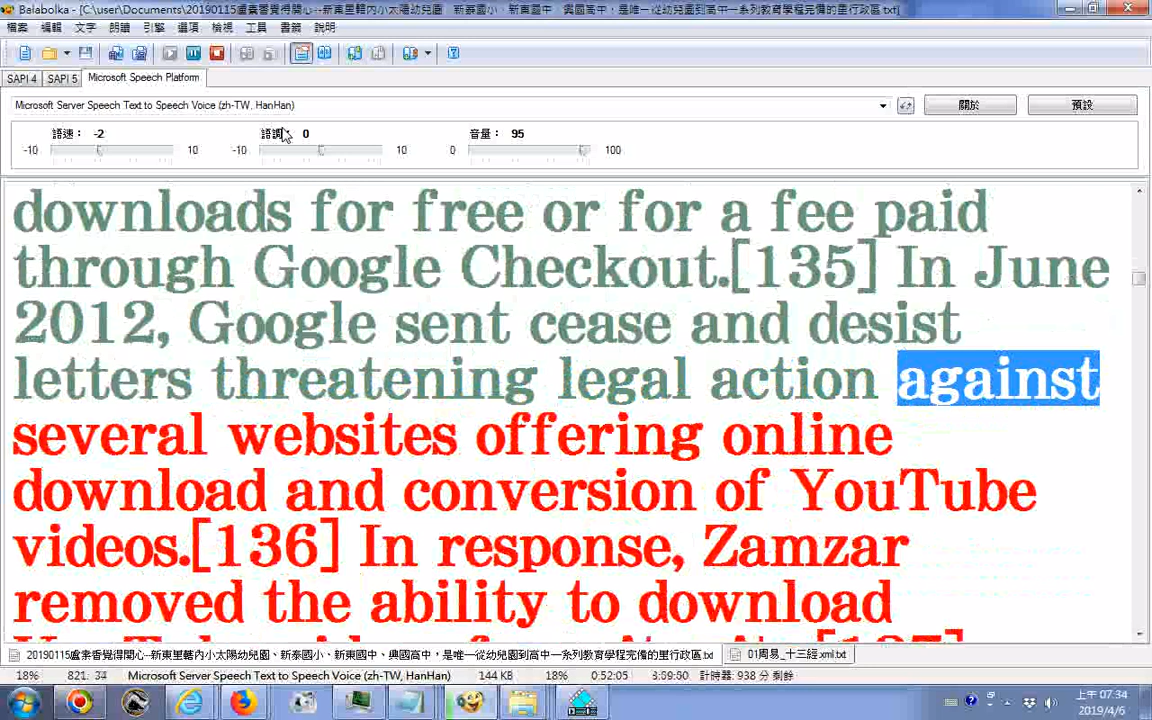 Balabolka - [C:\user\Documents\20190115盧素香覺得開心--新東里轄內小太陽幼兒園、新泰國小、新東國中、興國高中，是唯一從幼兒園到高中一系列教育學程完備的里行政區.txt]
檔案 編輯 文字 朗讀 引擎 選項 檢視 工具 書籤 說明
SAPI 4 SAPI 5 Microsoft Speech Platform
Microsoft Server Speech Text to Speech Voice (zh-TW, HanHan) 關於 預設
語速： -2 語調： 0 音量： 95
-10 10 -10 10 0 100
downloads for free or for a fee paid
through Google Checkout.[135] In June
2012, Google sent cease and desist
letters threatening legal action against
several websites offering online
download and conversion of YouTube
videos.[136] In response, Zamzar
removed the ability to download
20190115盧素香覺得開心--新東里轄內小太陽幼兒園、新泰國小、新東國中、興國高中，是唯一從幼兒園到高中一系列教育學程完備的里行政區.txt 01周易_十三經.xml.txt
18% 821: 34 Microsoft Server Speech Text to Speech Voice (zh-TW, HanHan) 144 KB 18% 0:52:05 3:59:50 計時器: 938 分 剩餘
上午 07:34
2019/4/6